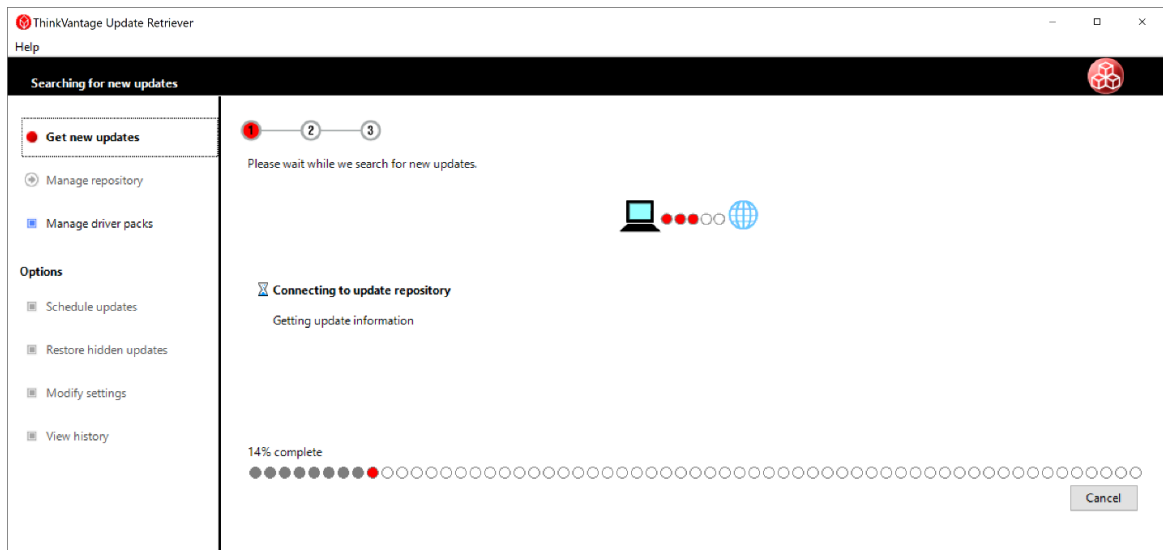 ThinkVantage Update Retriever
Help
Searching for new updates
Get new updates
Manage repository
Manage driver packs
Options
Schedule updates
Restore hidden updates
Modify settings
View history
1 2 3
Please wait while we search for new updates.
Connecting to update repository
Getting update information
14% complete
Cancel